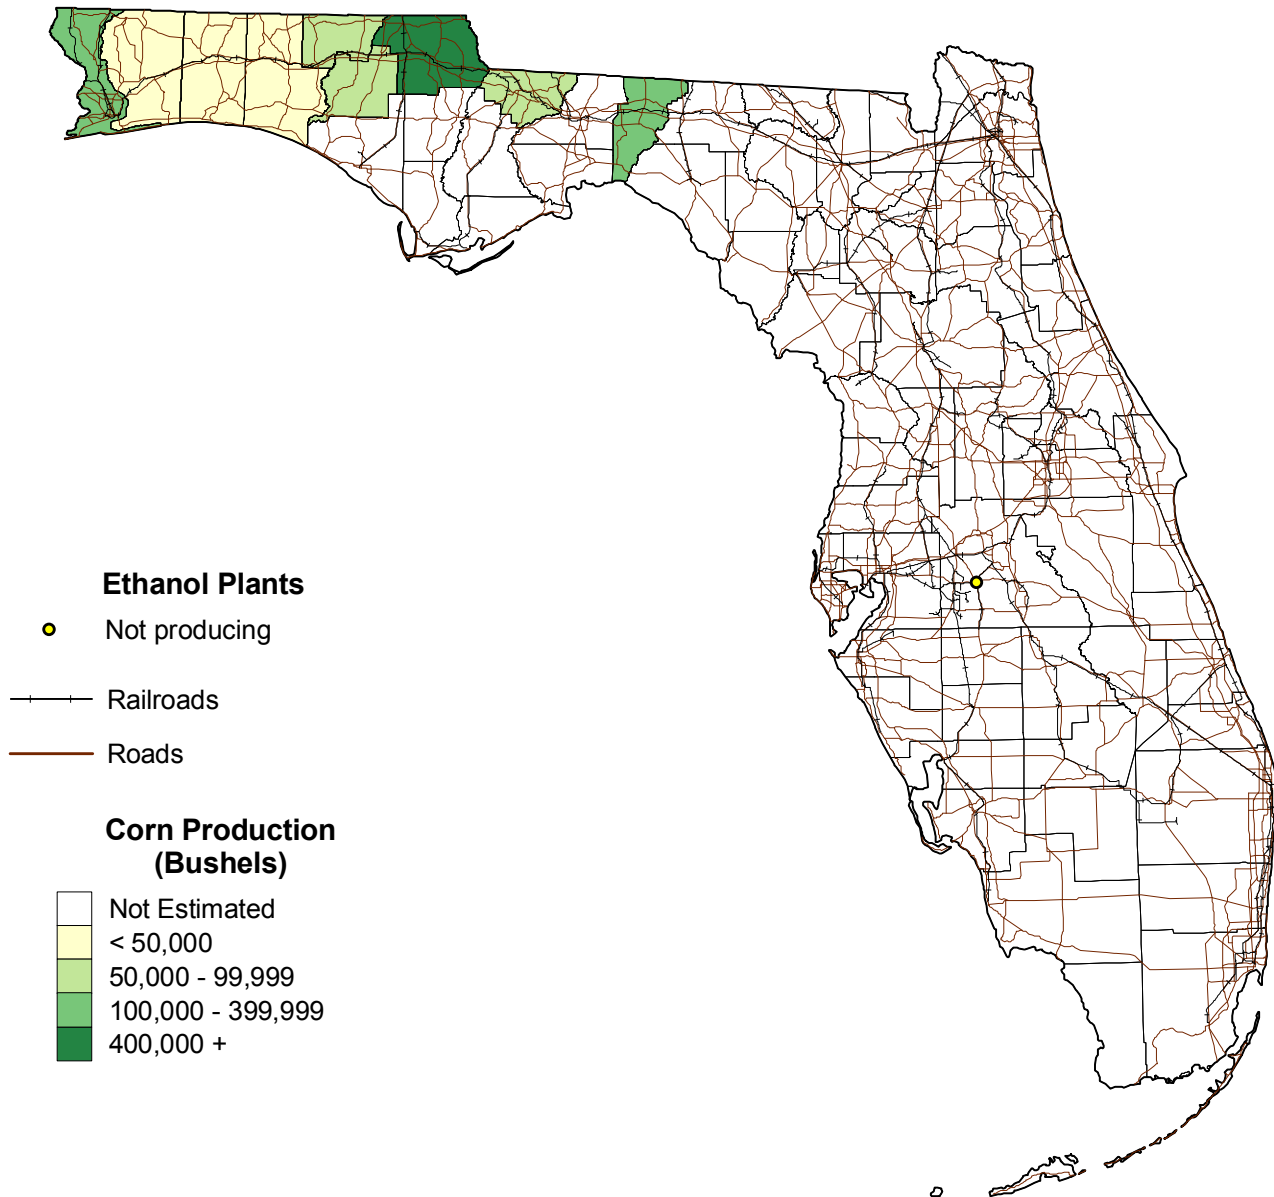 Ethanol Plants
Not producing
Railroads
Roads
Corn Production
(Bushels)
Not Estimated
< 50,000
50,000 - 99,999
100,000 - 399,999
400,000 +